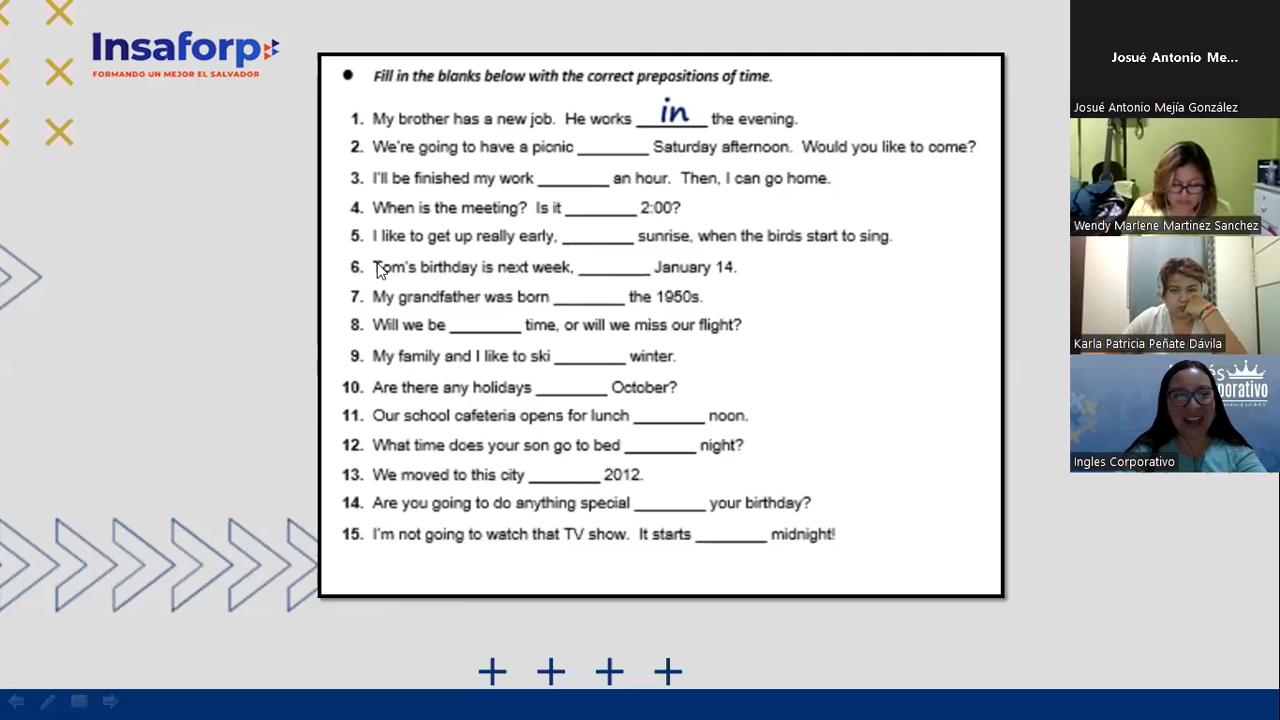 Insaforp
FORMANDO UN MEJOR EL SALVADOR
Fill in the blanks below with the correct prepositions of time.
1. My brother has a new job. He works in the evening.
2. We're going to have a picnic ________ Saturday afternoon. Would you like to come?
3. I'll be finished my work ________ an hour. Then, I can go home.
4. When is the meeting? Is it ________ 2:00?
5. I like to get up really early, ________ sunrise, when the birds start to sing.
6. Tom's birthday is next week, ________ January 14.
7. My grandfather was born ________ the 1950s.
8. Will we be ________ time, or will we miss our flight?
9. My family and I like to ski ________ winter.
10. Are there any holidays ________ October?
11. Our school cafeteria opens for lunch ________ noon.
12. What time does your son go to bed ________ night?
13. We moved to this city ________ 2012.
14. Are you going to do anything special ________ your birthday?
15. I'm not going to watch that TV show. It starts ________ midnight!
Josué Antonio Me...
Josué Antonio Mejía González
Wendy Marlene Martinez Sanchez
Karla Patricia Peñate Dávila
Ingles Corporativo